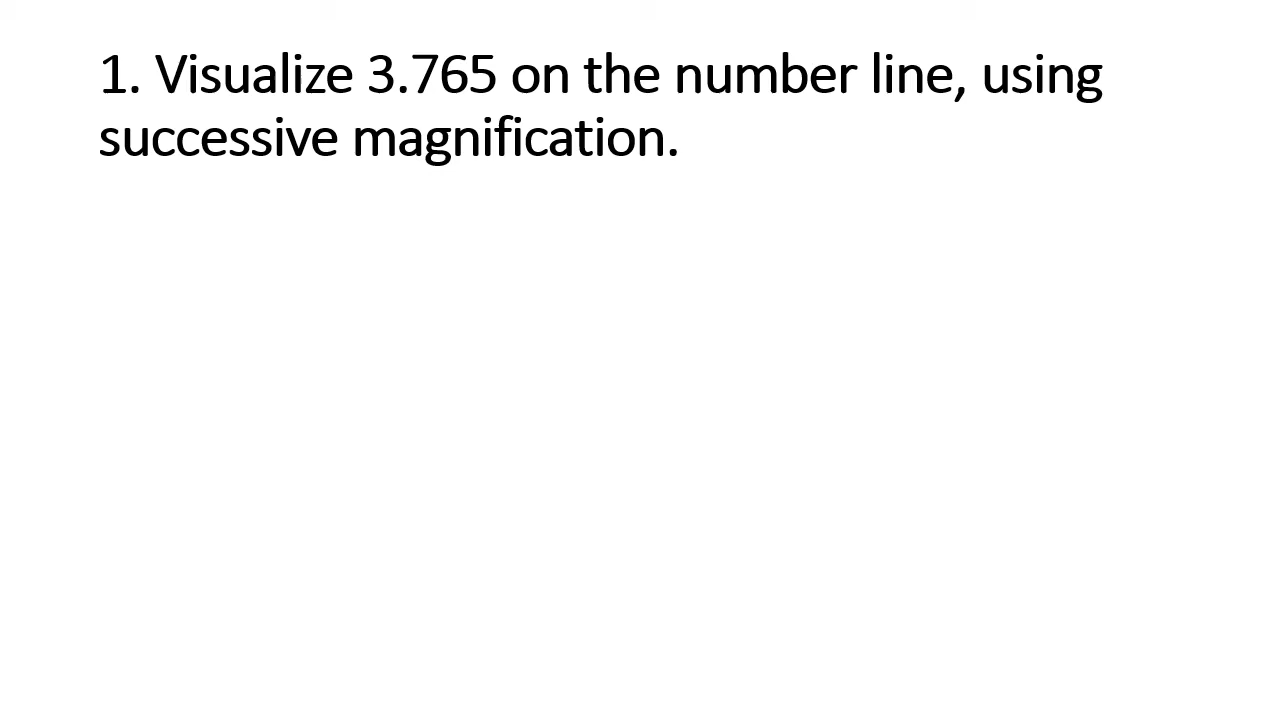 1. Visualize 3.765 on the number line, using
successive magnification.